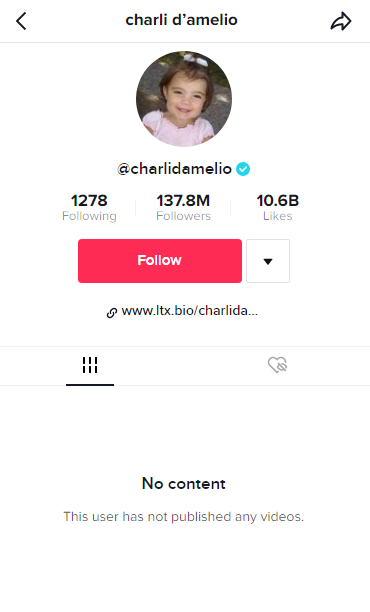 charli d’amelio
@charlidamelio
1278 137.8M 10.6B
Following Followers Likes
Follow
www.ltx.bio/charlida...
No content
This user has not published any videos.